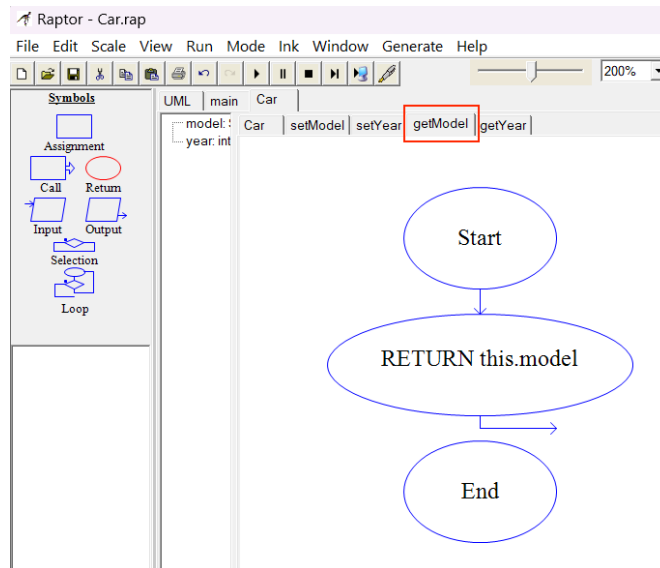 Raptor - Car.rap
File Edit Scale View Run Mode Ink Window Generate Help
200%
Symbols
Assignment
Call Return
Input Output
Selection
Loop
UML main Car
model:
year: int
Car setModel setYear getModel getYear
Start
RETURN this.model
End